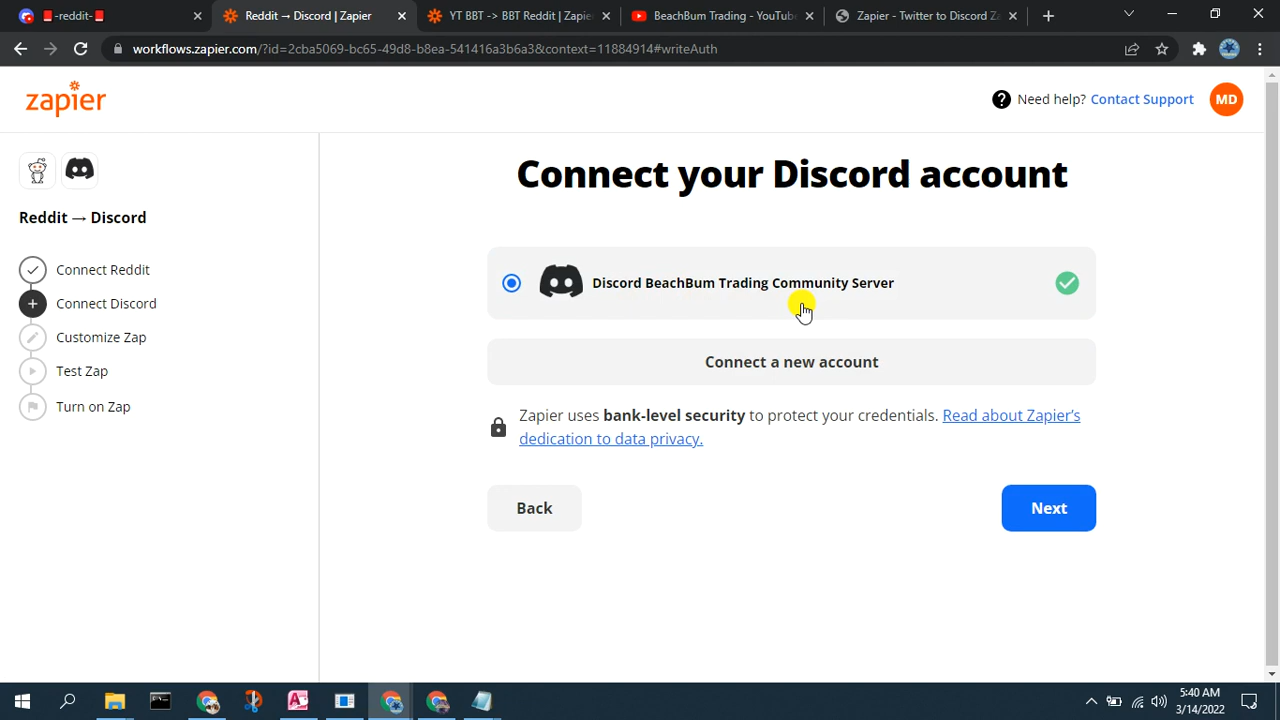 -reddit-
Reddit → Discord | Zapier
YT BBT -> BBT Reddit | Zapie
BeachBum Trading - YouTub
Zapier - Twitter to Discord Za
workflows.zapier.com/?id=2cba5069-bc65-49d8-b8ea-541416a3b6a3&context=11884914#writeAuth
zapier
Need help? Contact Support
MD
Connect your Discord account
Reddit → Discord
Connect Reddit
Connect Discord
Customize Zap
Test Zap
Turn on Zap
Discord BeachBum Trading Community Server
Connect a new account
Zapier uses bank-level security to protect your credentials. Read about Zapier's
dedication to data privacy.
Back
Next
5:40 AM
3/14/2022